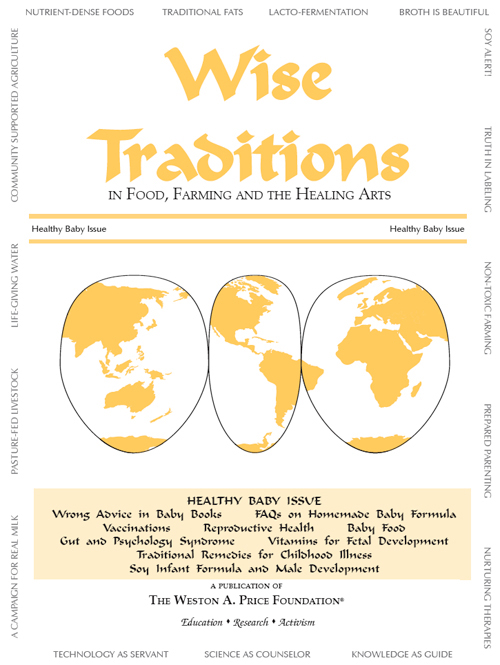 NUTRIENT-DENSE FOODS TRADITIONAL FATS LACTO-FERMENTATION BROTH IS BEAUTIFUL
COMMUNITY SUPPORTED AGRICULTURE
LIFE-GIVING WATER
PASTURE-FED LIVESTOCK
A CAMPAIGN FOR REAL MILK
Wise
Traditions
IN FOOD, FARMING AND THE HEALING ARTS
Healthy Baby Issue Healthy Baby Issue
HEALTHY BABY ISSUE
Wrong Advice in Baby Books FAQs on Homemade Baby Formula
Vaccinations Reproductive Health Baby Food
Gut and Psychology Syndrome Vitamins for Fetal Development
Traditional Remedies for Childhood Illness
Soy Infant Formula and Male Development
A PUBLICATION OF
THE WESTON A. PRICE FOUNDATION®
Education • Research • Activism
SOY ALERT!
TRUTH IN LABELING
NON-TOXIC FARMING
PREPARED PARENTING
NURTURING THERAPIES
TECHNOLOGY AS SERVANT SCIENCE AS COUNSELOR KNOWLEDGE AS GUIDE